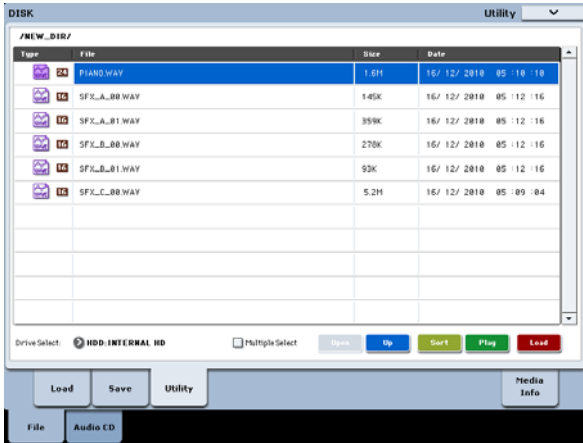 DISK Utility
/NEW_DIR/
Type File Size Date
24 PIANO.WAV 1.6M 16/ 12/ 2010 05 :10 :10
16 SFX_A_00.WAV 145K 16/ 12/ 2010 05 :12 :16
16 SFX_A_01.WAV 359K 16/ 12/ 2010 05 :12 :16
16 SFX_B_00.WAV 278K 16/ 12/ 2010 05 :12 :16
16 SFX_B_01.WAV 93K 16/ 12/ 2010 05 :12 :16
16 SFX_C_00.WAV 5.2M 16/ 12/ 2010 05 :09 :04
Drive Select: HDD:INTERNAL HD Multiple Select Open Up Sort Play Load
Load Save Utility Media
Info
File Audio CD